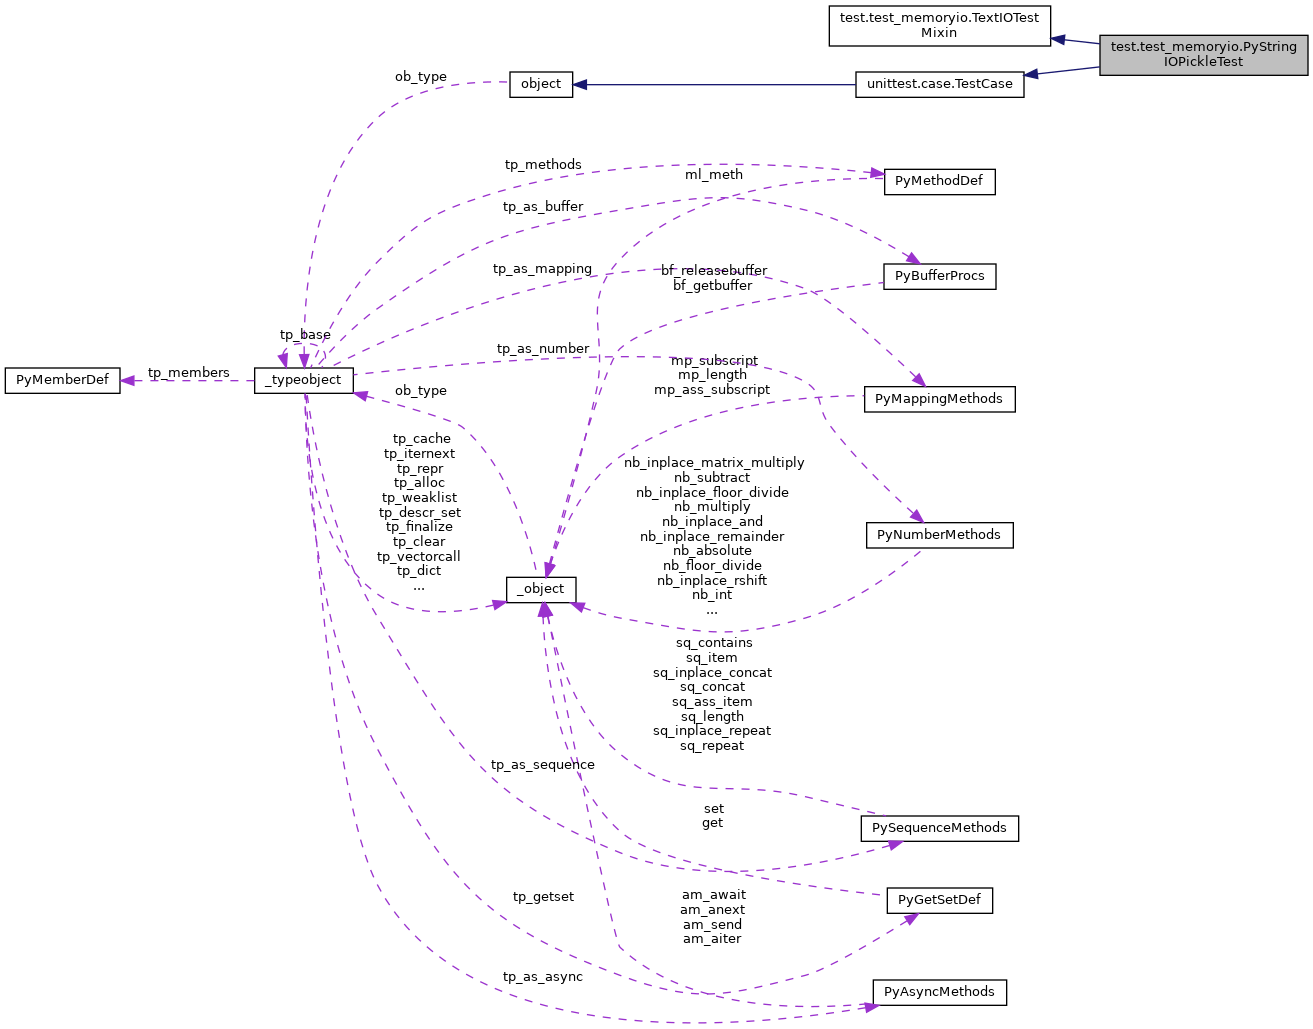 test.test_memoryio.TextIOTest
Mixin
test.test_memoryio.PyString
IOPickleTest
ob_type
object
unittest.case.TestCase
tp_methods
ml_meth
PyMethodDef
tp_as_buffer
tp_as_mapping
bf_releasebuffer
bf_getbuffer
PyBufferProcs
tp_base
tp_as_number
mp_subscript
mp_length
mp_ass_subscript
PyMemberDef
tp_members
_typeobject
ob_type
PyMappingMethods
tp_cache
tp_iternext
tp_repr
tp_alloc
tp_weaklist
tp_descr_set
tp_finalize
tp_clear
tp_vectorcall
tp_dict
...
nb_inplace_matrix_multiply
nb_subtract
nb_inplace_floor_divide
nb_multiply
nb_inplace_and
nb_inplace_remainder
nb_absolute
nb_floor_divide
nb_inplace_rshift
nb_int
...
PyNumberMethods
_object
sq_contains
sq_item
sq_inplace_concat
sq_concat
sq_ass_item
sq_length
sq_inplace_repeat
sq_repeat
tp_as_sequence
set
get
PySequenceMethods
tp_getset
am_await
am_anext
am_send
am_aiter
PyGetSetDef
tp_as_async
PyAsyncMethods